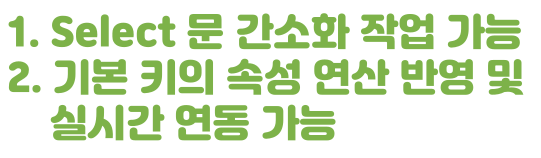 1. Select 문 간소화 작업 가능
2. 기본 키의 속성 연산 반영 및
실시간 연동 가능